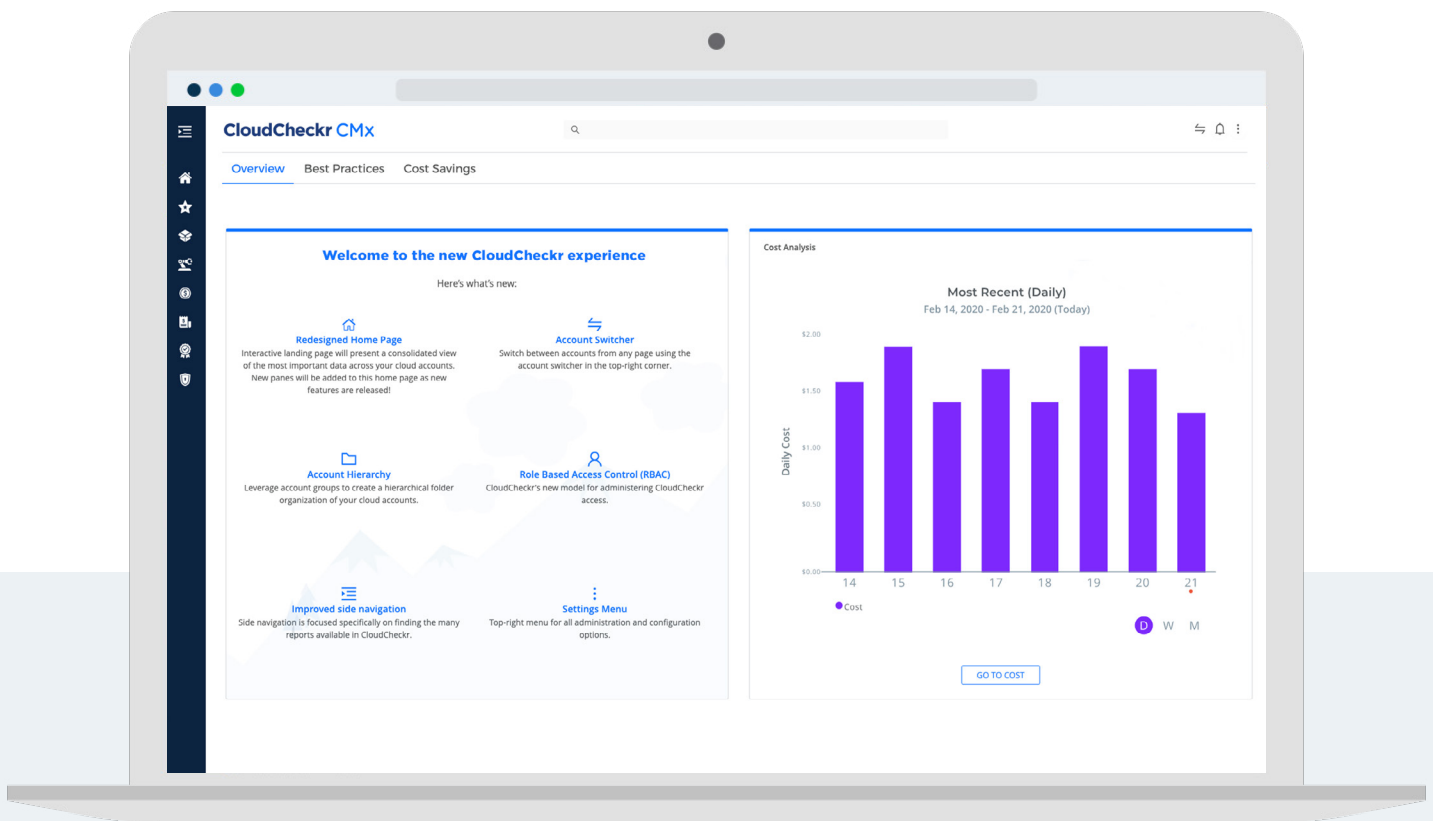 CloudCheckr CMx
Overview Best Practices Cost Savings
Welcome to the new CloudCheckr experience
Here's what's new:
Redesigned Home Page
Interactive landing page will present a consolidated view
of the most important data across your cloud accounts.
New panes will be added to this home page as new
features are released!
Account Switcher
Switch between accounts from any page using the
account switcher in the top-right corner.
Account Hierarchy
Leverage account groups to create a hierarchical folder
organization of your cloud accounts.
Role Based Access Control (RBAC)
CloudCheckr's new model for administering CloudCheckr
access.
Improved side navigation
Side navigation is focused specifically on finding the many
reports available in CloudCheckr.
Settings Menu
Top-right menu for all administration and configuration
options.
Cost Analysis
Most Recent (Daily)
Feb 14, 2020 - Feb 21, 2020 (Today)
Daily Cost
$2.00
$1.50
$1.00
$0.50
$0.00
14 15 16 17 18 19 20 21
Cost
D W M
GO TO COST